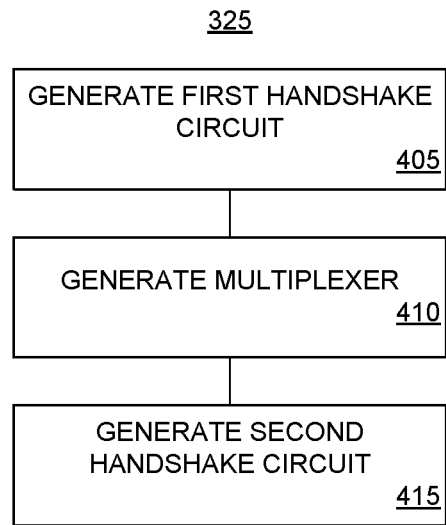 325
GENERATE FIRST HANDSHAKE
CIRCUIT
405
GENERATE MULTIPLEXER
410
GENERATE SECOND
HANDSHAKE CIRCUIT
415